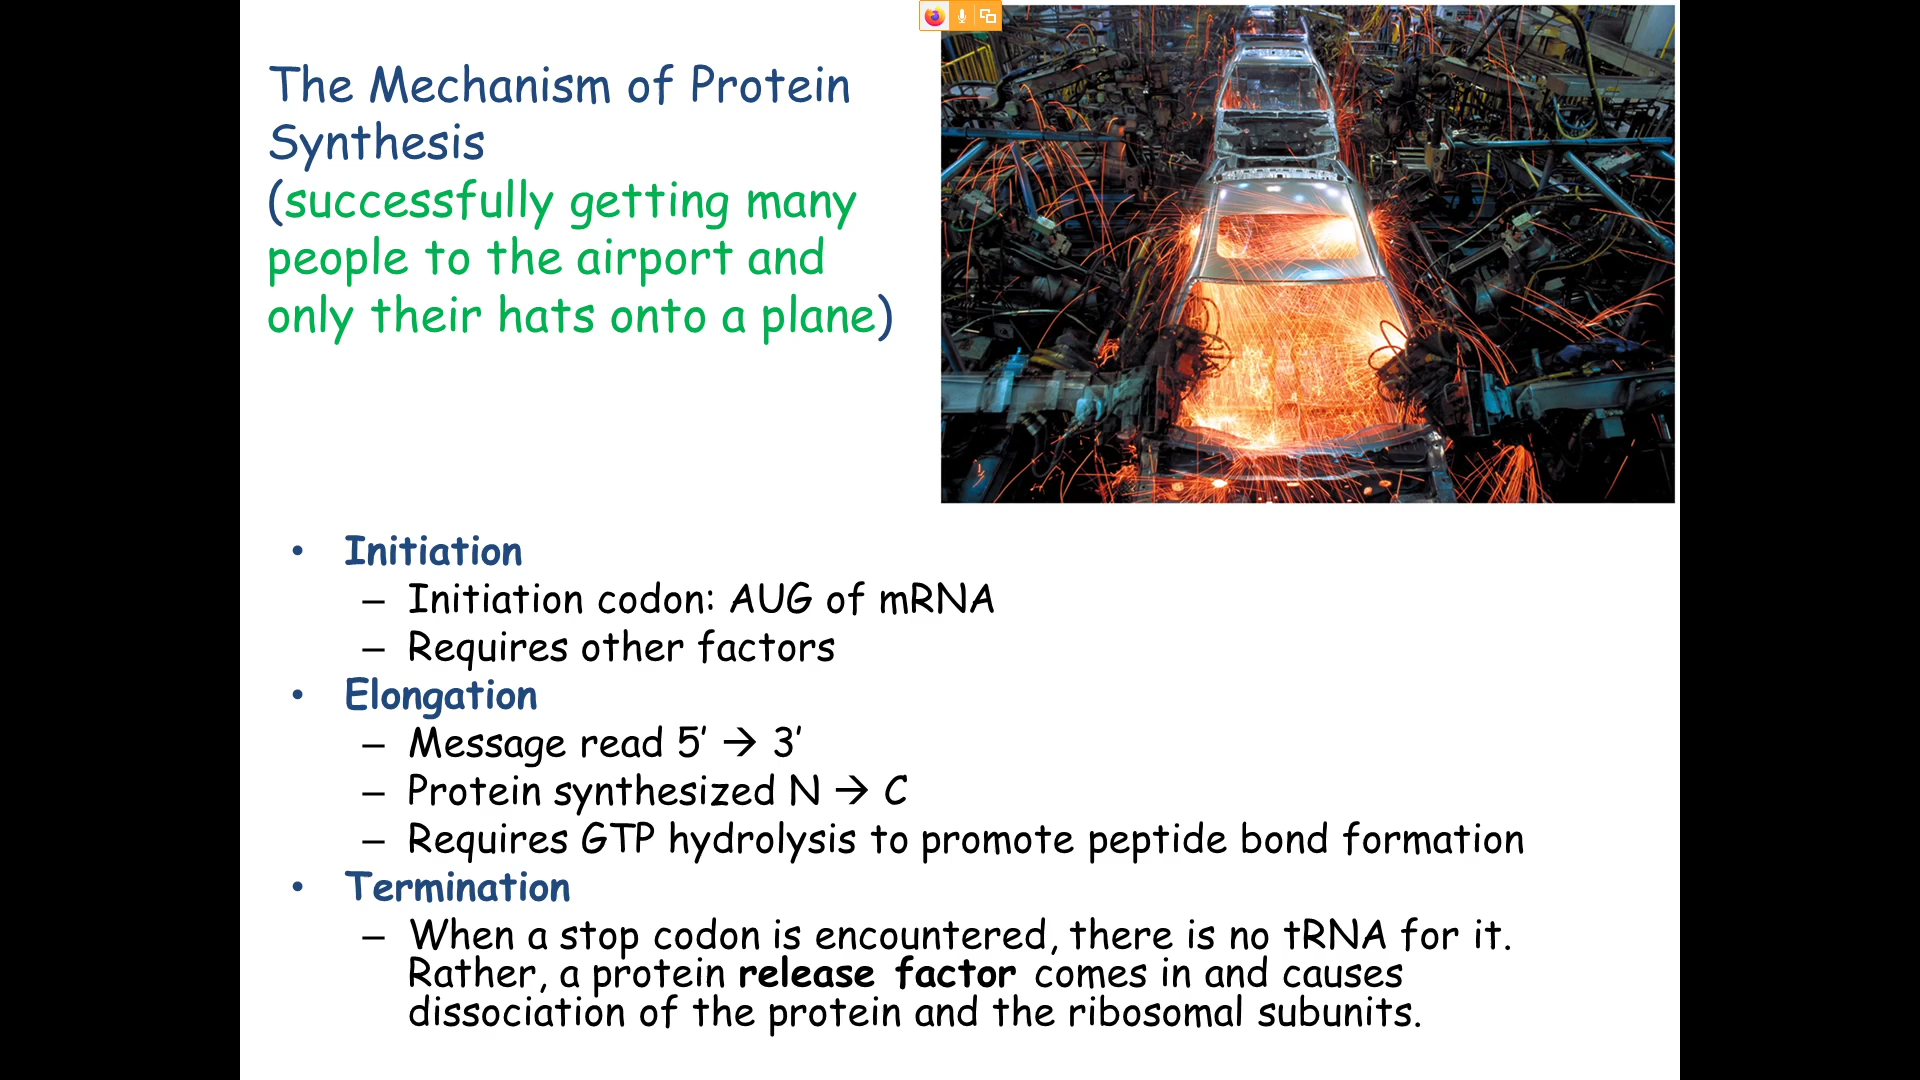 The Mechanism of Protein
Synthesis
(successfully getting many
people to the airport and
only their hats onto a plane)
• Initiation
– Initiation codon: AUG of mRNA
– Requires other factors
• Elongation
– Message read 5’ → 3’
– Protein synthesized N → C
– Requires GTP hydrolysis to promote peptide bond formation
• Termination
– When a stop codon is encountered, there is no tRNA for it.
Rather, a protein release factor comes in and causes
dissociation of the protein and the ribosomal subunits.